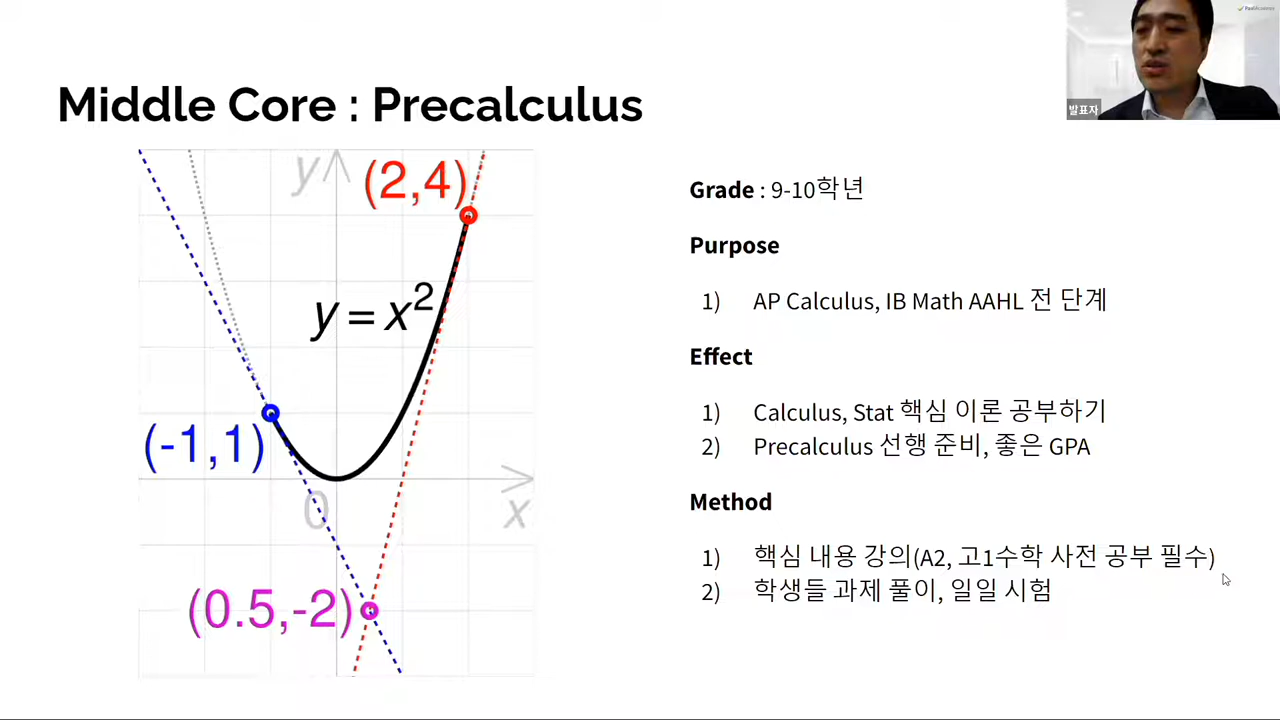 Middle Core : Precalculus
발표자
y
(2,4)
y=x2
(-1,1)
0
x
(0.5,-2)
Grade : 9-10학년
Purpose
1) AP Calculus, IB Math AAHL 전 단계
Effect
1) Calculus, Stat 핵심 이론 공부하기
2) Precalculus 선행 준비, 좋은 GPA
Method
1) 핵심 내용 강의(A2, 고1수학 사전 공부 필수)
2) 학생들 과제 풀이, 일일 시험